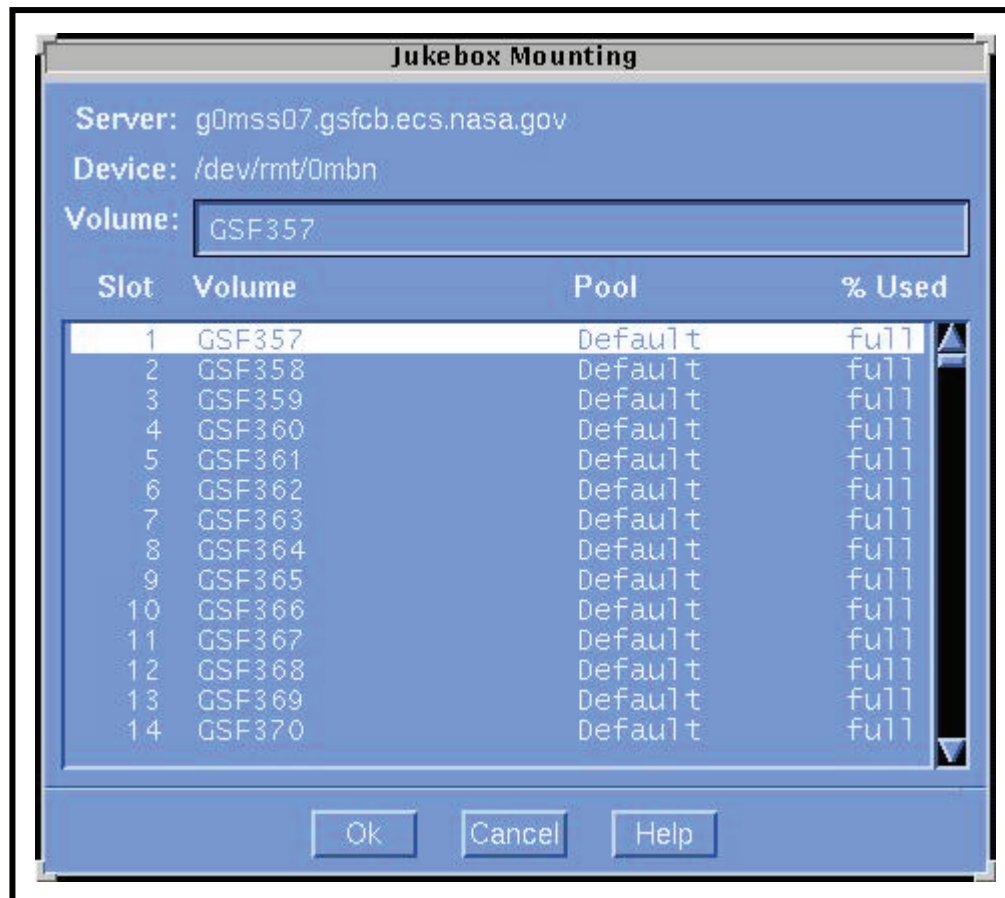 Jukebox Mounting
Server: g0mss07.gsfcb.ecs.nasa.gov
Device: /dev/rmt/0mbn
Volume: GSF357
Slot Volume Pool % Used
1 GSF357 Default full
2 GSF358 Default full
3 GSF359 Default full
4 GSF360 Default full
5 GSF361 Default full
6 GSF362 Default full
7 GSF363 Default full
8 GSF364 Default full
9 GSF365 Default full
10 GSF366 Default full
11 GSF367 Default full
12 GSF368 Default full
13 GSF369 Default full
14 GSF370 Default full
Ok Cancel Help